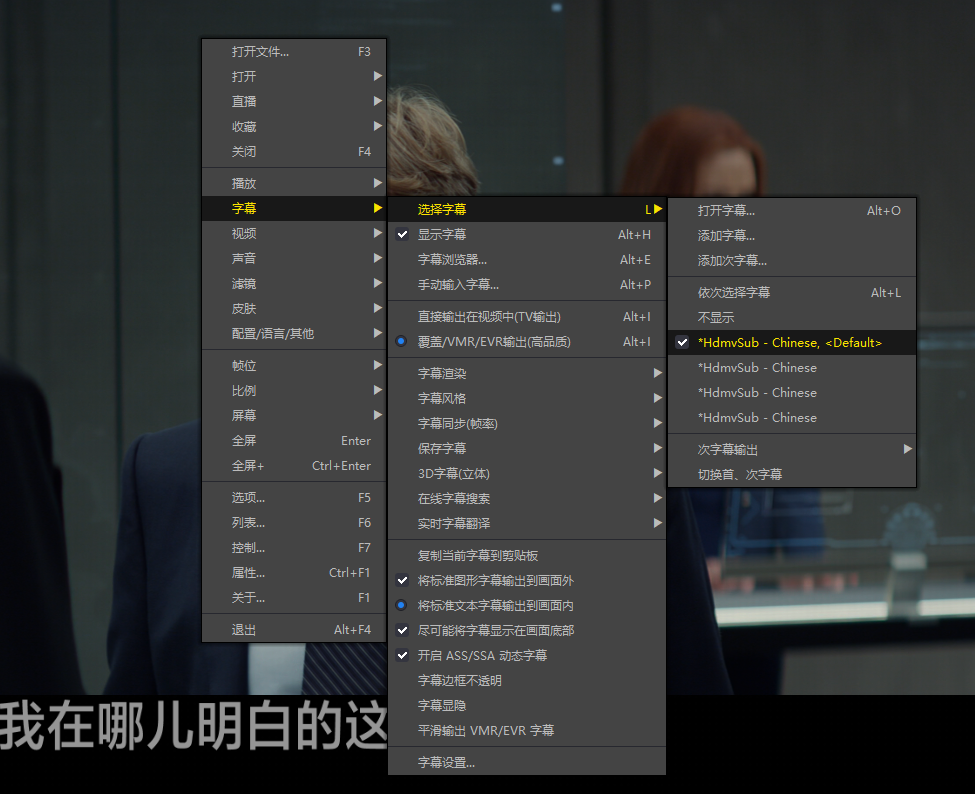 打开文件... F3
打开
直播
收藏
关闭 F4
播放
字幕
视频
声音
滤镜
皮肤
配置/语言/其他
帧位
比例
屏幕
全屏 Enter
全屏+ Ctrl+Enter
选项... F5
列表... F6
控制... F7
属性... Ctrl+F1
关于... F1
退出 Alt+F4
选择字幕 L
显示字幕 Alt+H
字幕浏览器... Alt+E
手动输入字幕... Alt+P
直接输出在视频中(TV输出) Alt+I
覆盖/VMR/EVR输出(高品质) Alt+I
字幕渲染
字幕风格
字幕同步(帧率)
保存字幕
3D字幕(立体)
在线字幕搜索
实时字幕翻译
复制当前字幕到剪贴板
将标准图形字幕输出到画面外
将标准文本字幕输出到画面内
尽可能将字幕显示在画面底部
开启 ASS/SSA 动态字幕
字幕边框不透明
字幕显隐
平滑输出 VMR/EVR 字幕
字幕设置...
打开字幕... Alt+O
添加字幕...
添加次字幕...
依次选择字幕 Alt+L
不显示
*HdmvSub - Chinese, <Default>
*HdmvSub - Chinese
*HdmvSub - Chinese
*HdmvSub - Chinese
次字幕输出
切换首、次字幕
我在哪儿明白的这